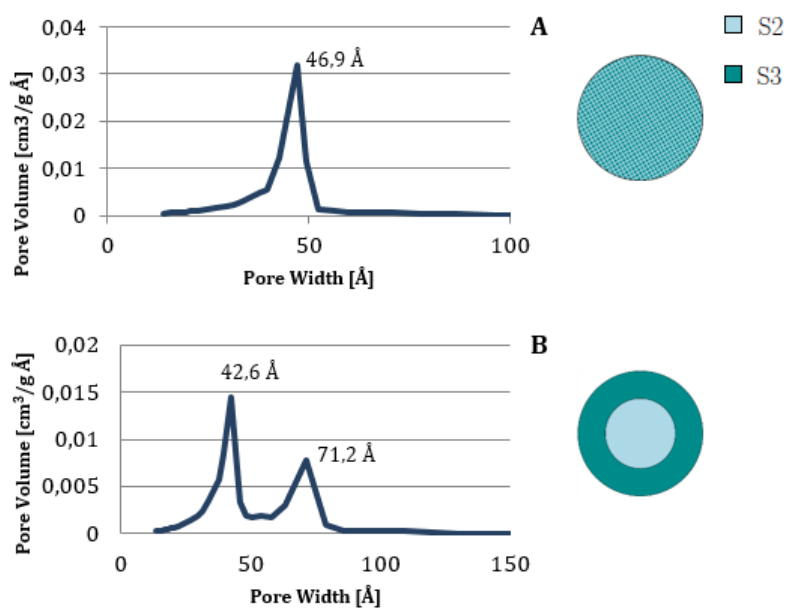 A
S2
S3
Pore Volume [cm3/g Å]
0,04
0,03
0,02
0,01
0
46,9 Å
0
50
100
Pore Width [Å]
B
Pore Volume [cm³/g Å]
0,02
0,015
0,01
0,005
0
42,6 Å
71,2 Å
0
50
100
150
Pore Width [Å]